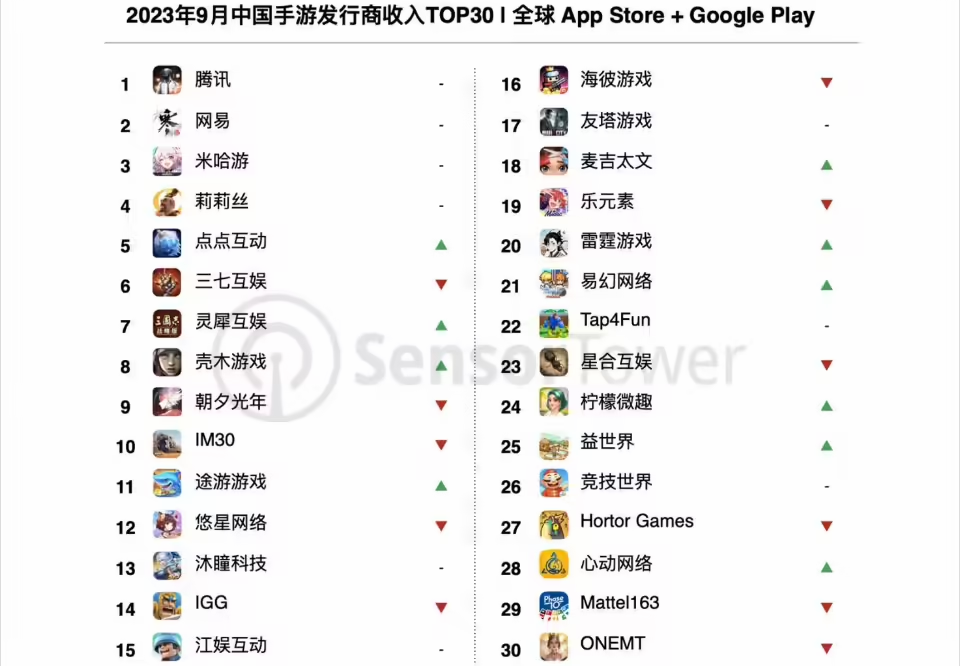 2023年9月中国手游发行商收入TOP30 | 全球 App Store + Google Play
1 腾讯 -
2 网易 -
3 米哈游 -
4 莉莉丝 -
5 点点互动 ▲
6 三七互娱 ▼
7 灵犀互娱 ▲
8 壳木游戏 ▲
9 朝夕光年 ▼
10 IM30 ▼
11 途游游戏 ▲
12 悠星网络 ▼
13 沐瞳科技 -
14 IGG ▼
15 江娱互动 -
16 海彼游戏 ▼
17 友塔游戏 -
18 麦吉太文 ▲
19 乐元素 ▼
20 雷霆游戏 ▲
21 易幻网络 ▲
22 Tap4Fun -
23 星合互娱 ▼
24 柠檬微趣 ▲
25 益世界 ▲
26 竞技世界 -
27 Hortor Games ▼
28 心动网络 ▲
29 Mattel163 ▼
30 ONEMT ▼
SensorTower